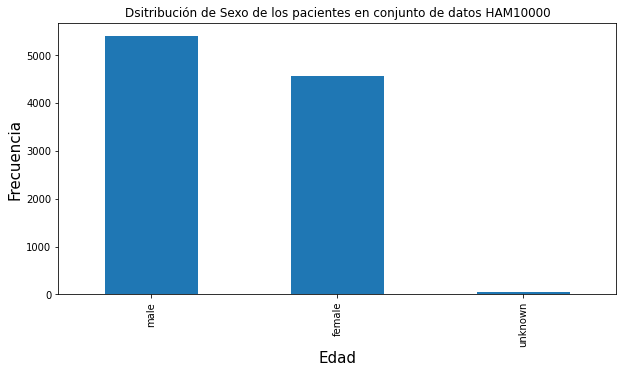 Dsitribución de Sexo de los pacientes en conjunto de datos HAM10000
5000
4000
3000
2000
1000
0
Frecuencia
male
female
unknown
Edad